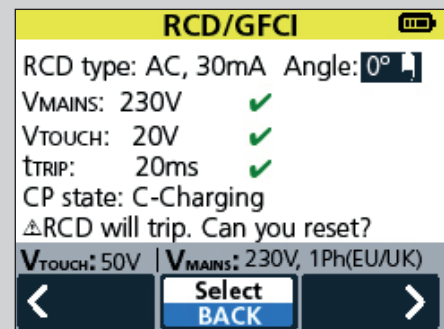 RCD/GFCI
RCD type: AC, 30mA Angle: 0°
VMAINS: 230V ✔
VTOUCH: 20V ✔
tTRIP: 20ms ✔
CP state: C-Charging
⚠RCD will trip. Can you reset?
VTOUCH: 50V | VMAINS: 230V, 1Ph(EU/UK)
< Select >
BACK